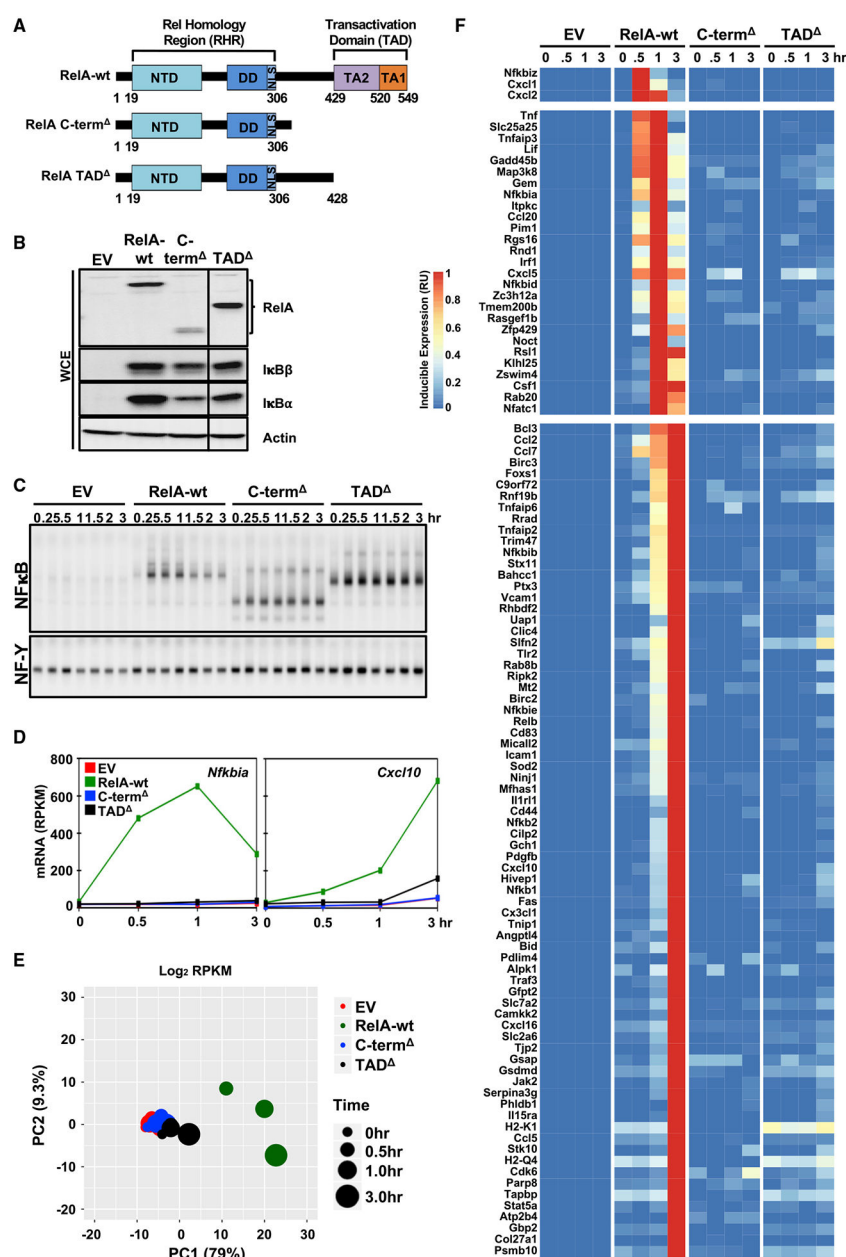 A
Rel Homology
Region (RHR)
Transactivation
Domain (TAD)
RelA-wt
NTD
DD
NLS
TA2
TA1
1 19
306
429
520
549
RelA C-termΔ
NTD
DD
NLS
1 19
306
RelA TADΔ
NTD
DD
NLS
1 19
306
428
B
EV
RelA-
wt
C-
termΔ
TADΔ
WCE
RelA
IκBβ
IκBα
Actin
C
EV
RelA-wt
C-termΔ
TADΔ
0.25.5 11.5 2 3
0.25.5 11.5 2 3
0.25.5 11.5 2 3
0.25.5 11.5 2 3 hr
NFκB
NF-Y
D
mRNA (RPKM)
800
600
400
200
0
EV
RelA-wt
C-termΔ
TADΔ
Nfkbia
Cxcl10
0 0.5 1 3
0 0.5 1 3 hr
E
Log2 RPKM
PC2 (9.3%)
30
20
10
0
-10
-20
-20 -10 0 10 20 30
PC1 (79%)
EV
RelA-wt
C-termΔ
TADΔ
Time
0hr
0.5hr
1.0hr
3.0hr
F
EV RelA-wt C-termΔ TADΔ
0 .5 1 3 0 .5 1 3 0 .5 1 3 0 .5 1 3 hr
Inducible Expression (RU)
1
0.8
0.6
0.4
0.2
0
Nfkbiz
Cxcl1
Cxcl2
Tnf
Slc25a25
Tnfaip3
Lif
Gadd45b
Map3k8
Gem
Nfkbia
Itpkc
Ccl20
Pim1
Rgs16
Rnd1
Irf1
Cxcl5
Nfkbid
Zc3h12a
Tmem200b
Rasgef1b
Zfp429
Noct
Rsl1
Klhl25
Zswim4
Csf1
Rab20
Nfatc1
Bcl3
Ccl2
Ccl7
Birc3
Foxs1
C9orf72
Rnf19b
Tnfaip6
Rrad
Tnfaip2
Trim47
Nfkbib
Stx11
Bahcc1
Ptx3
Vcam1
Rhbdf2
Uap1
Clic4
Slfn2
Tlr2
Rab8b
Ripk2
Mt2
Birc2
Nfkbie
Relb
Cd83
Micall2
Icam1
Sod2
Ninj1
Mfhas1
Il1rl1
Cd44
Nfkb2
Cilp2
Gch1
Pdgfb
Cxcl10
Hivep1
Nfkb1
Fas
Cx3cl1
Tnip1
Angptl4
Bid
Pdlim4
Alpk1
Traf3
Gfpt2
Slc7a2
Camkk2
Cxcl16
Slc2a6
Tjp2
Gsap
Gsdmd
Jak2
Serpina3g
Phldb1
Il15ra
H2-K1
Ccl5
Stk10
H2-Q4
Cdk6
Parp8
Tapbp
Stat5a
Atp2b4
Gbp2
Col27a1
Psmb10